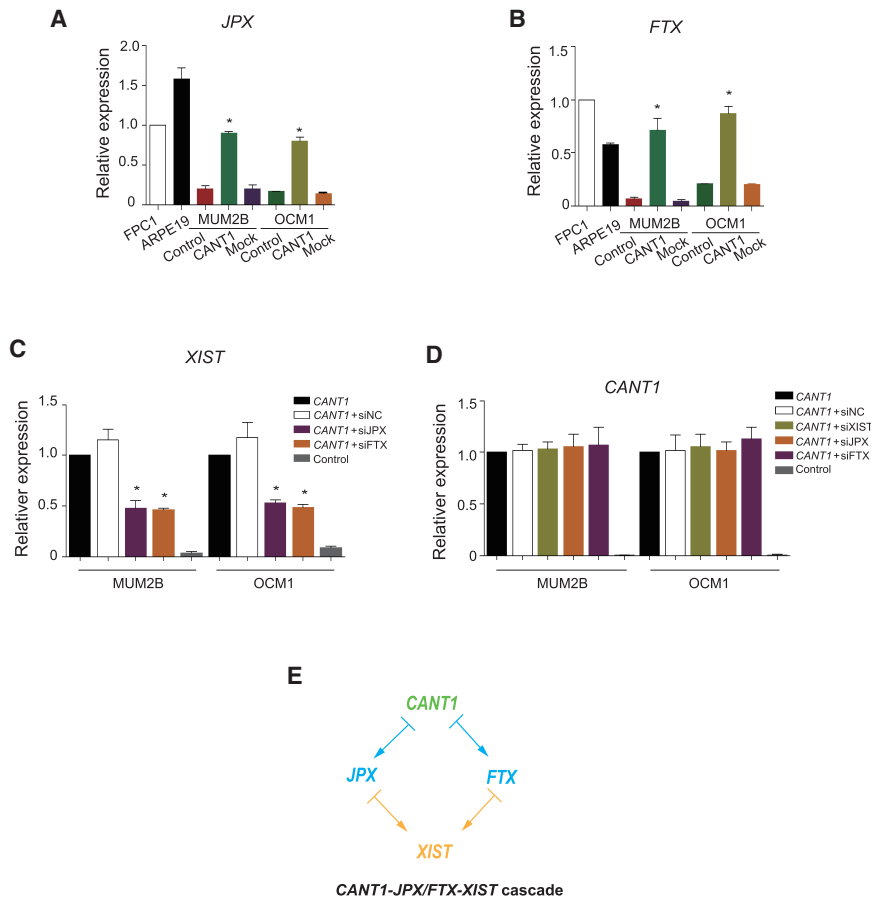 A
JPX
Relative expression
2.0
1.5
1.0
0.5
0
*
*
FPC1
ARPE19
MUM2B
OCM1
Control
CANT1
Mock
Control
CANT1
Mock
B
FTX
Relative expression
1.5
1.0
0.5
0
*
*
FPC1
ARPE19
MUM2B
OCM1
Control
CANT1
Mock
Control
CANT1
Mock
C
XIST
Relativer expression
1.5
1.0
0.5
0
*
*
*
*
CANT1
CANT1+siNC
CANT1+siJPX
CANT1+siFTX
Control
MUM2B
OCM1
D
CANT1
Relativer expression
1.5
1.0
0.5
0
CANT1
CANT1+siNC
CANT1+siXIST
CANT1+siJPX
CANT1+siFTX
Control
MUM2B
OCM1
E
CANT1
JPX
FTX
XIST
CANT1-JPX/FTX-XIST cascade